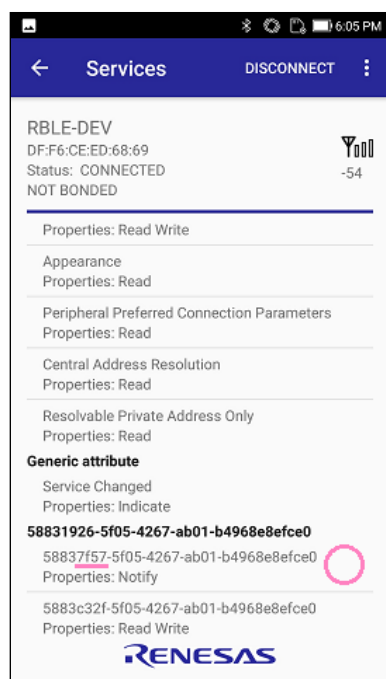 6:05 PM
Services DISCONNECT
RBLE-DEV
DF:F6:CE:ED:68:69
Status: CONNECTED
-54
NOT BONDED
Properties: Read Write
Appearance
Properties: Read
Peripheral Preferred Connection Parameters
Properties: Read
Central Address Resolution
Properties: Read
Resolvable Private Address Only
Properties: Read
Generic attribute
Service Changed
Properties: Indicate
58831926-5f05-4267-ab01-b4968e8efce0
58837f57-5f05-4267-ab01-b4968e8efce0
Properties: Notify
5883c32f-5f05-4267-ab01-b4968e8efce0
Properties: Read Write
RENESAS